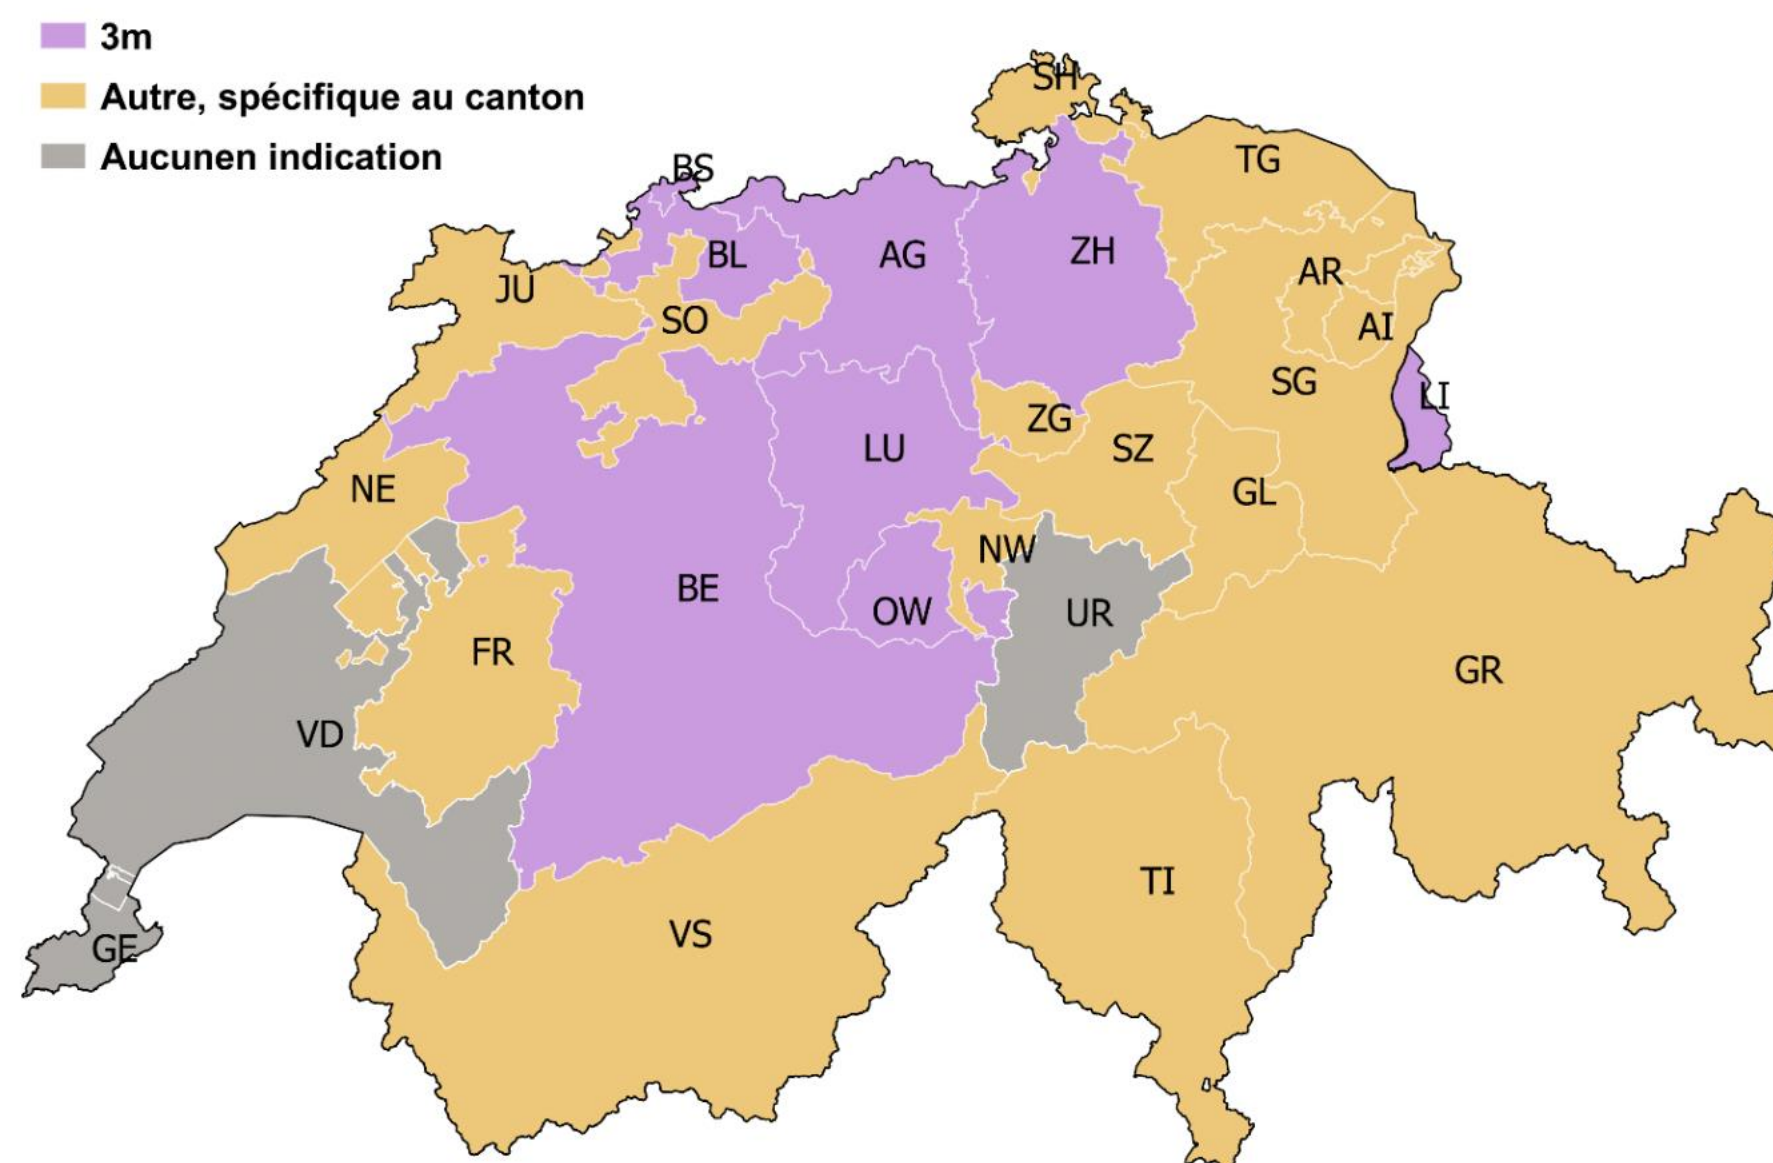 3m
Autre, spécifique au canton
Aucunen indication
SH
BS
TG
BL
AG
ZH
AR
JU
SO
AI
SG
LI
ZG
LU
SZ
NE
GL
NW
BE
OW
UR
FR
GR
VD
TI
VS
GE